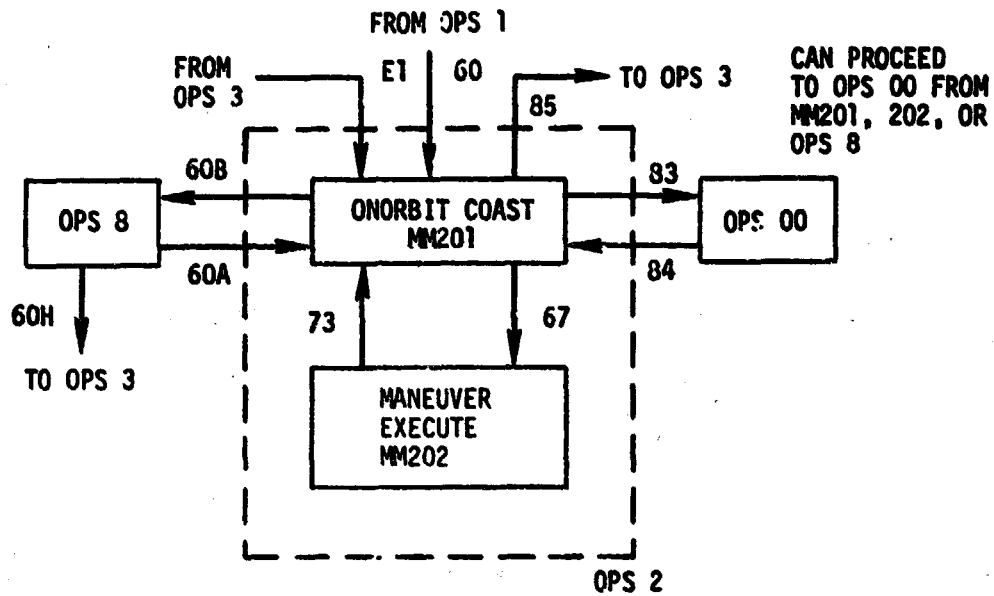 FROM OPS 1
FROM
OPS 3
E1
60
TO OPS 3
85
CAN PROCEED
TO OPS 00 FROM
MM201, 202, OR
OPS 8
60B
ONORBIT COAST
MM201
83
OPS 8
OPS 00
60A
84
60H
TO OPS 3
73
67
MANEUVER
EXECUTE
MM202
OPS 2